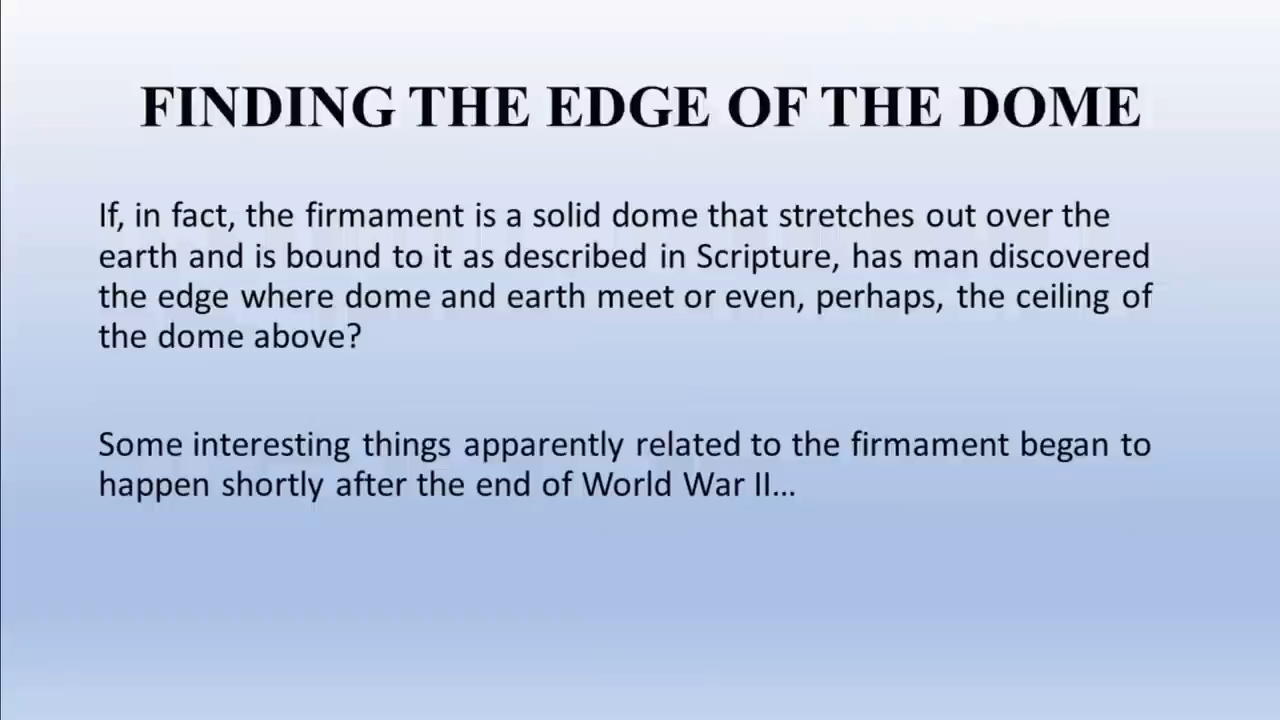 FINDING THE EDGE OF THE DOME
If, in fact, the firmament is a solid dome that stretches out over the
earth and is bound to it as described in Scripture, has man discovered
the edge where dome and earth meet or even, perhaps, the ceiling of
the dome above?
Some interesting things apparently related to the firmament began to
happen shortly after the end of World War II...